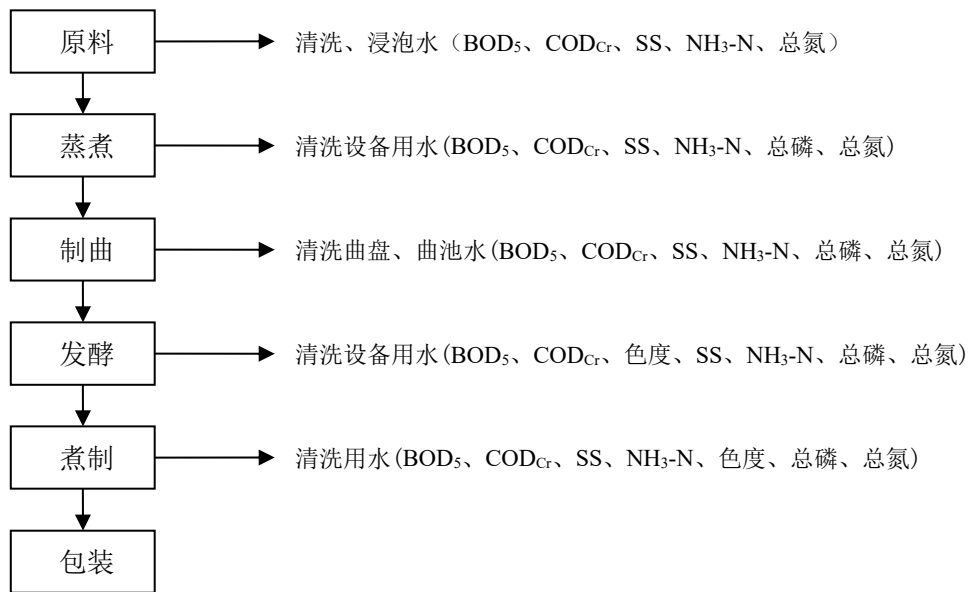 原料
清洗、浸泡水（BOD₅、CODCr、SS、NH₃-N、总氮）
蒸煮
清洗设备用水(BOD₅、CODCr、SS、NH₃-N、总磷、总氮)
制曲
清洗曲盘、曲池水(BOD₅、CODCr、SS、NH₃-N、总磷、总氮)
发酵
清洗设备用水(BOD₅、CODCr、色度、SS、NH₃-N、总磷、总氮)
煮制
清洗用水(BOD₅、CODCr、SS、NH₃-N、色度、总磷、总氮)
包装